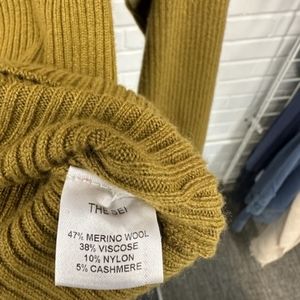 THE SEI
47% MERINO WOOL
38% VISCOSE
10% NYLON
5% CASHMERE